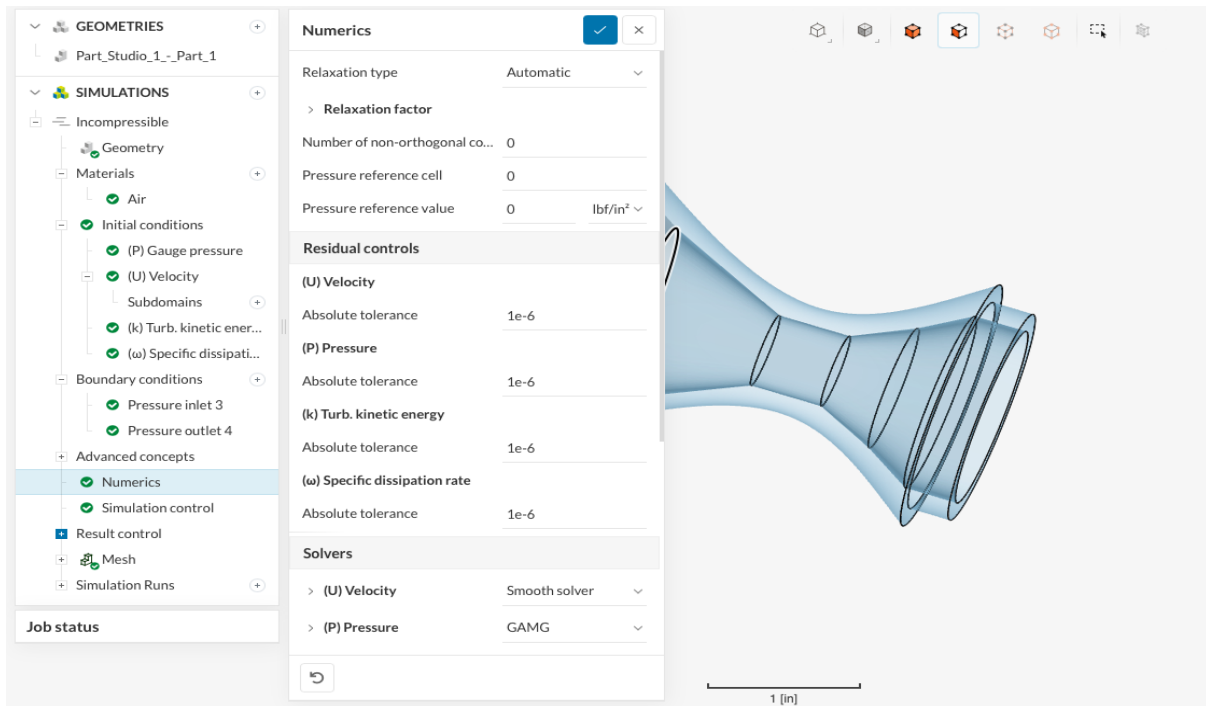 GEOMETRIES
Part_Studio_1_-_Part_1
SIMULATIONS
Incompressible
Geometry
Materials
Air
Initial conditions
(P) Gauge pressure
(U) Velocity
Subdomains
(k) Turb. kinetic ener...
(ω) Specific dissipati...
Boundary conditions
Pressure inlet 3
Pressure outlet 4
Advanced concepts
Numerics
Simulation control
Result control
Mesh
Simulation Runs
Job status
Numerics
Relaxation type Automatic
Relaxation factor
Number of non-orthogonal co... 0
Pressure reference cell 0
Pressure reference value 0 lbf/in²
Residual controls
(U) Velocity
Absolute tolerance 1e-6
(P) Pressure
Absolute tolerance 1e-6
(k) Turb. kinetic energy
Absolute tolerance 1e-6
(ω) Specific dissipation rate
Absolute tolerance 1e-6
Solvers
(U) Velocity Smooth solver
(P) Pressure GAMG
1 [in]